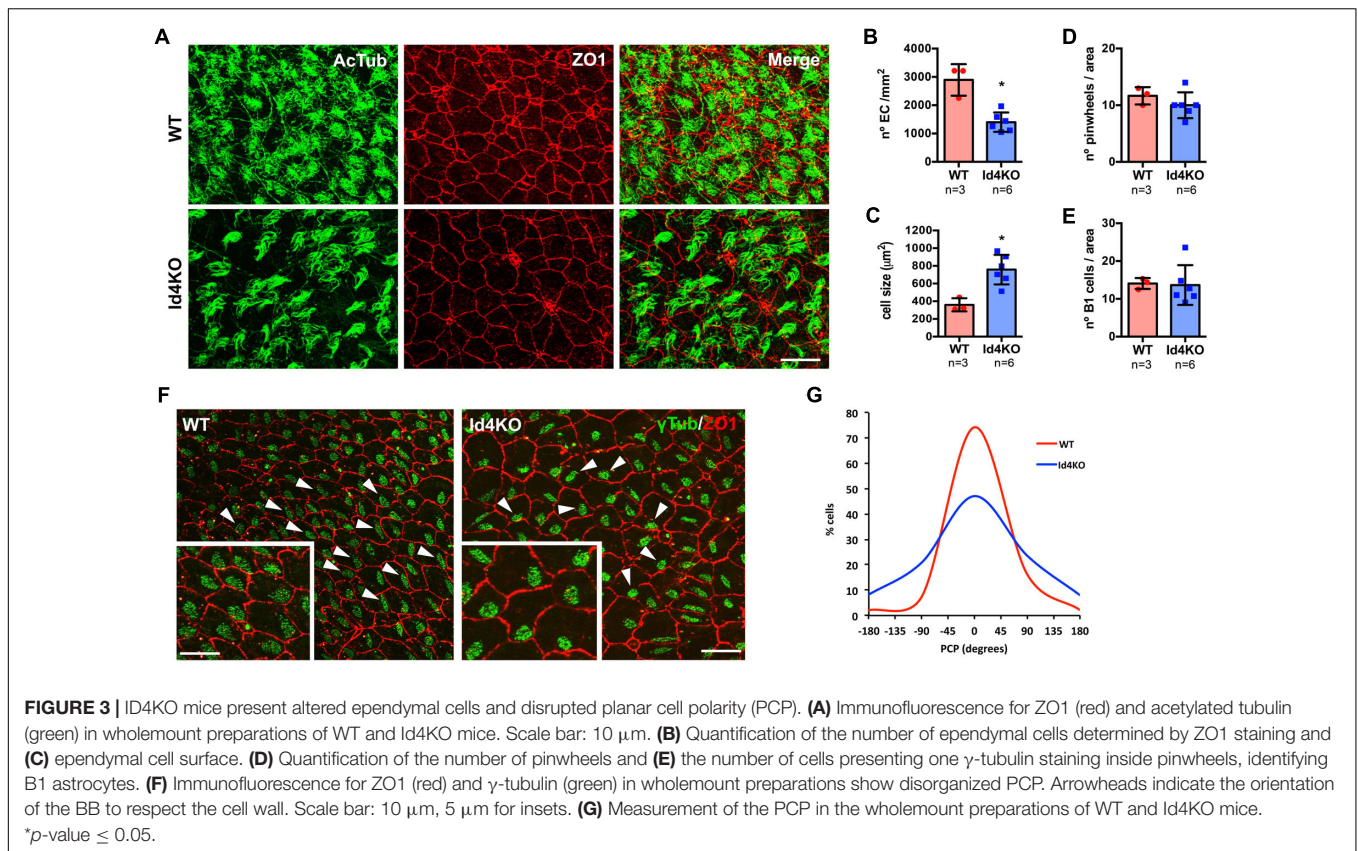 A
AcTub
ZO1
Merge
WT
Id4KO
B
nº EC /mm²
4000
3000
2000
1000
0
*
WT
Id4KO
n=3
n=6
D
nº pinwheels / area
20
15
10
5
0
WT
Id4KO
n=3
n=6
C
cell size (µm²)
1200
1000
800
600
400
200
0
*
WT
Id4KO
n=3
n=6
E
nº B1 cells / area
30
20
10
0
WT
Id4KO
n=3
n=6
F
WT
Id4KO
γTub/ZO1
G
% cells
80
70
60
50
40
30
20
10
0
-180 -135 -90 -45 0 45 90 135 180
PCP (degrees)
WT
Id4KO
FIGURE 3 | ID4KO mice present altered ependymal cells and disrupted planar cell polarity (PCP). (A) Immunofluorescence for ZO1 (red) and acetylated tubulin
(green) in wholemount preparations of WT and Id4KO mice. Scale bar: 10 µm. (B) Quantification of the number of ependymal cells determined by ZO1 staining and
(C) ependymal cell surface. (D) Quantification of the number of pinwheels and (E) the number of cells presenting one γ-tubulin staining inside pinwheels, identifying
B1 astrocytes. (F) Immunofluorescence for ZO1 (red) and γ-tubulin (green) in wholemount preparations show disorganized PCP. Arrowheads indicate the orientation
of the BB to respect the cell wall. Scale bar: 10 µm, 5 µm for insets. (G) Measurement of the PCP in the wholemount preparations of WT and Id4KO mice.
*p-value ≤ 0.05.